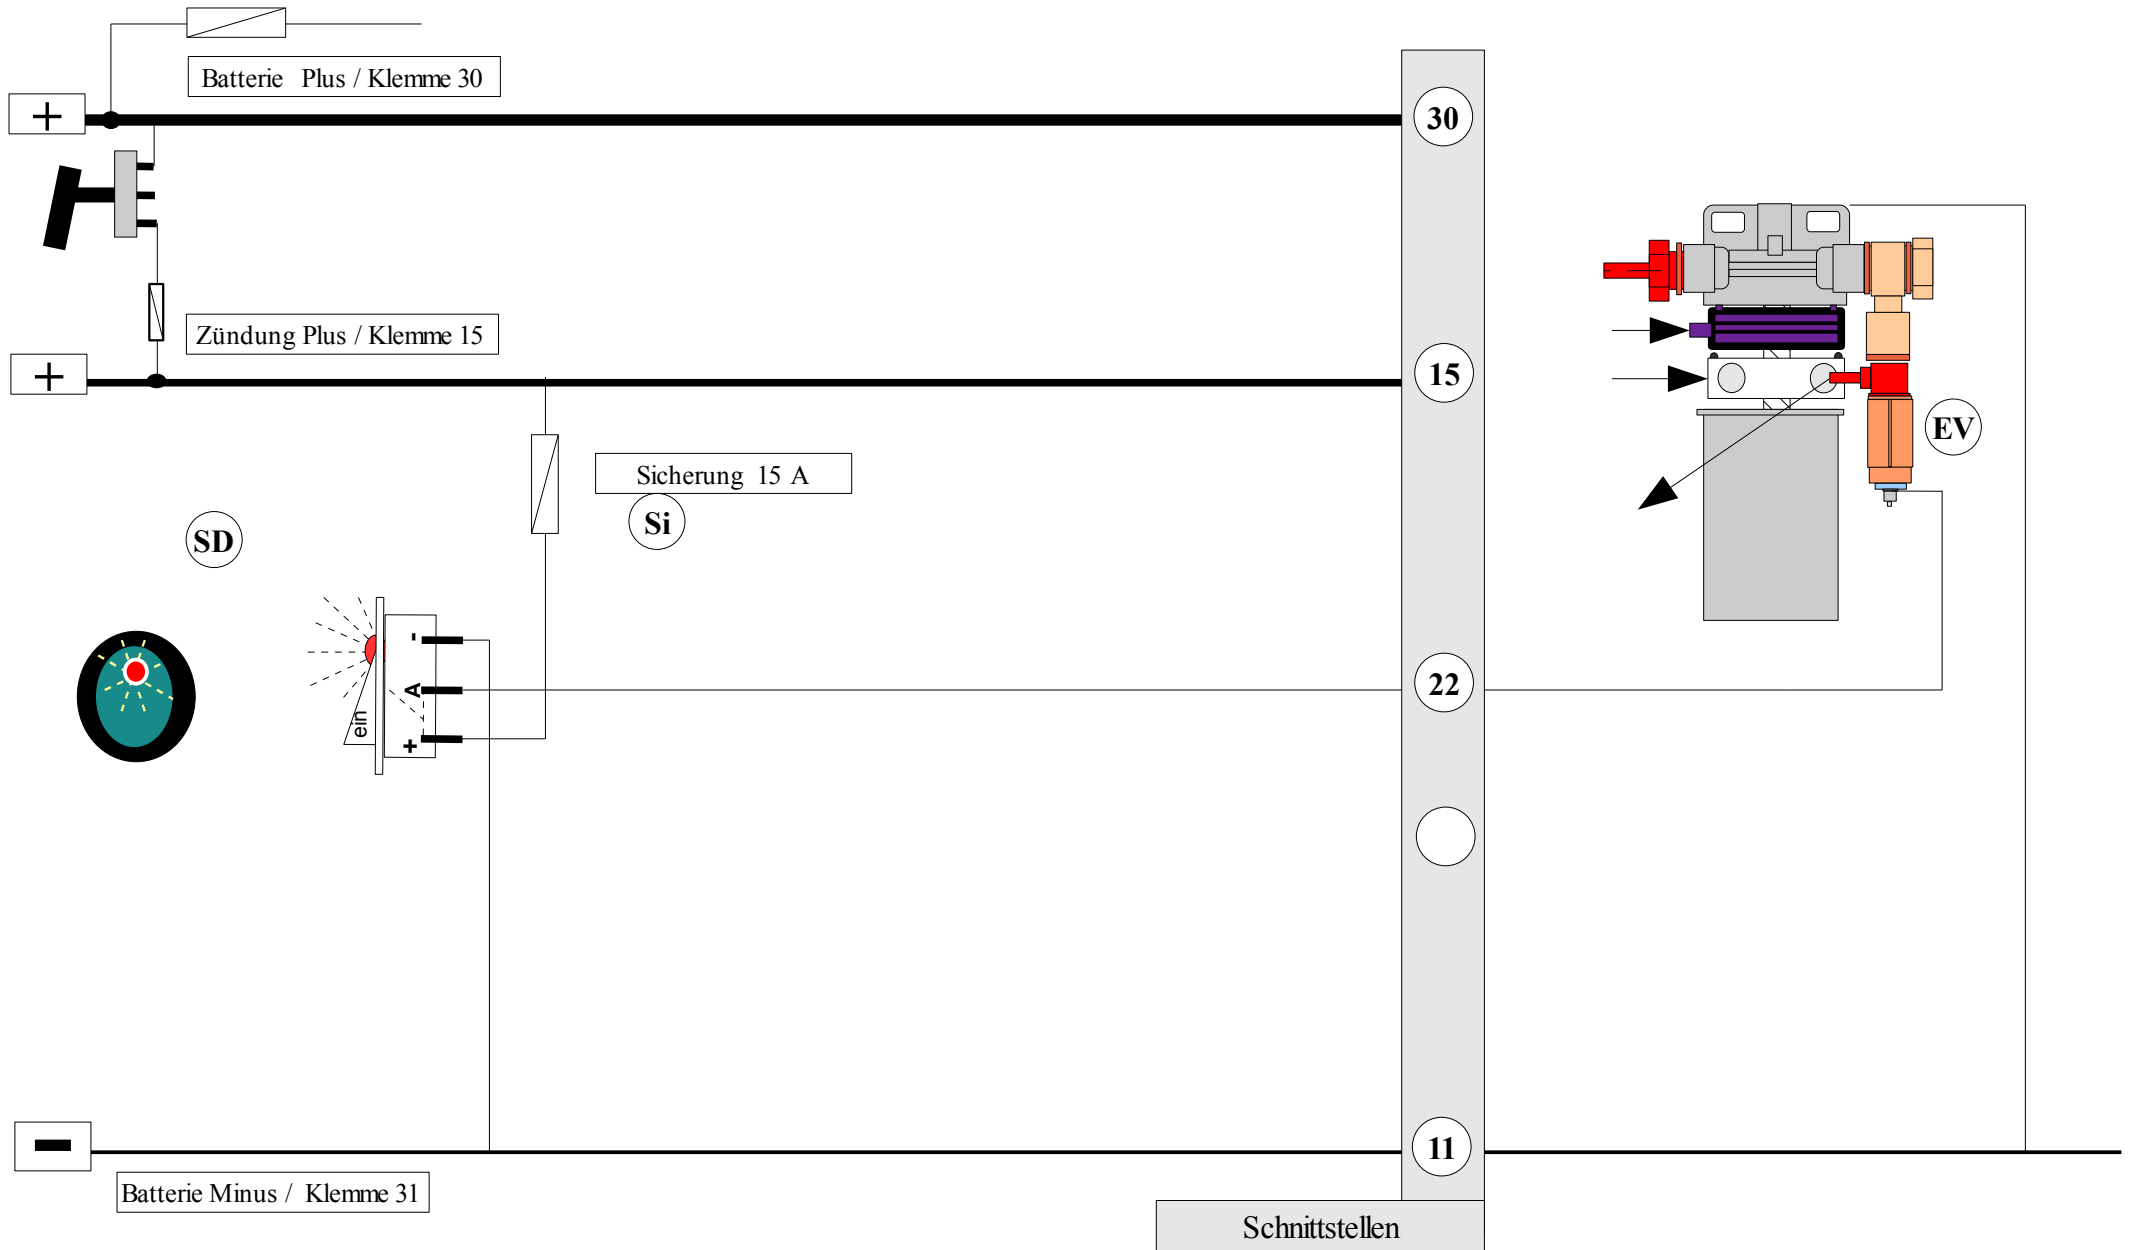 Batterie Plus / Klemme 30
+
30
Zündung Plus / Klemme 15
+
15
Sicherung 15 A
Si
EV
SD
-
A
+
ein
22
11
-
Batterie Minus / Klemme 31
Schnittstellen